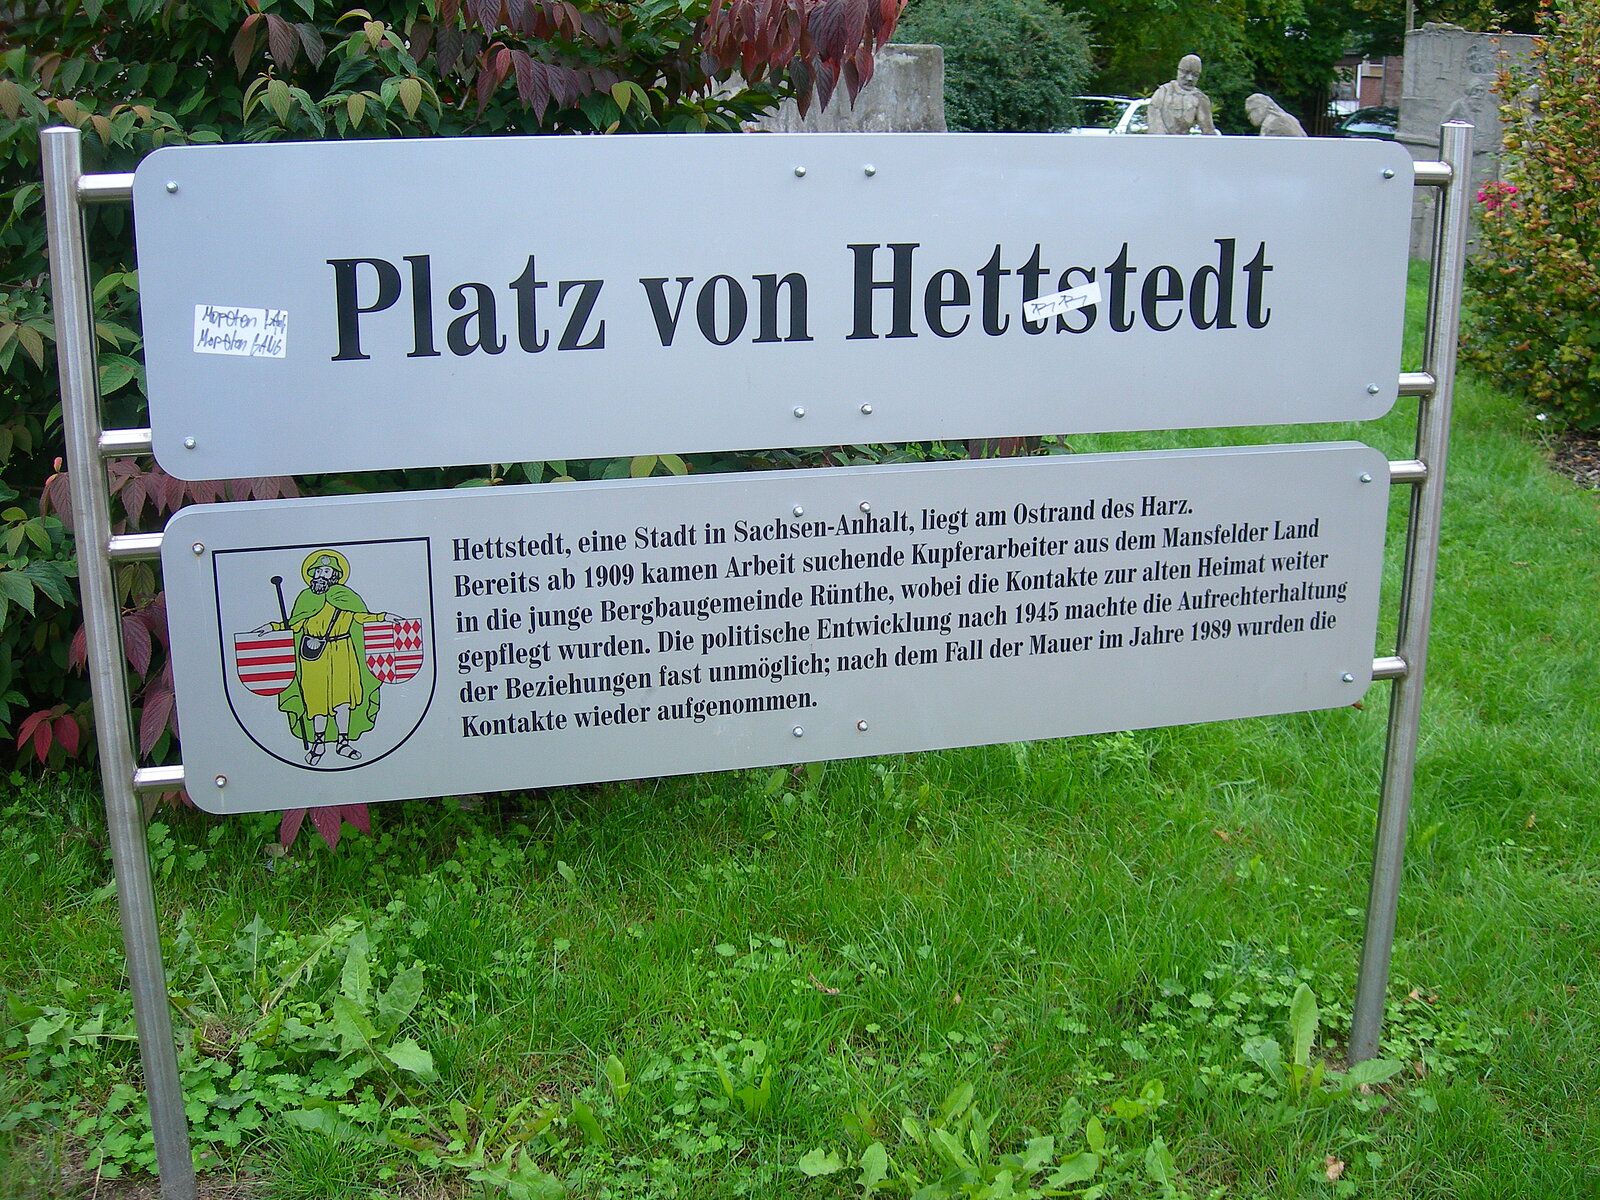 Platz von Hettstedt
Hettstedt, eine Stadt in Sachsen-Anhalt, liegt am Ostrand des Harz.
Bereits ab 1909 kamen Arbeit suchende Kupferarbeiter aus dem Mansfelder Land
in die junge Bergbaugemeinde Rünthe, wobei die Kontakte zur alten Heimat weiter
gepflegt wurden. Die politische Entwicklung nach 1945 machte die Aufrechterhaltung
der Beziehungen fast unmöglich; nach dem Fall der Mauer im Jahre 1989 wurden die
Kontakte wieder aufgenommen.